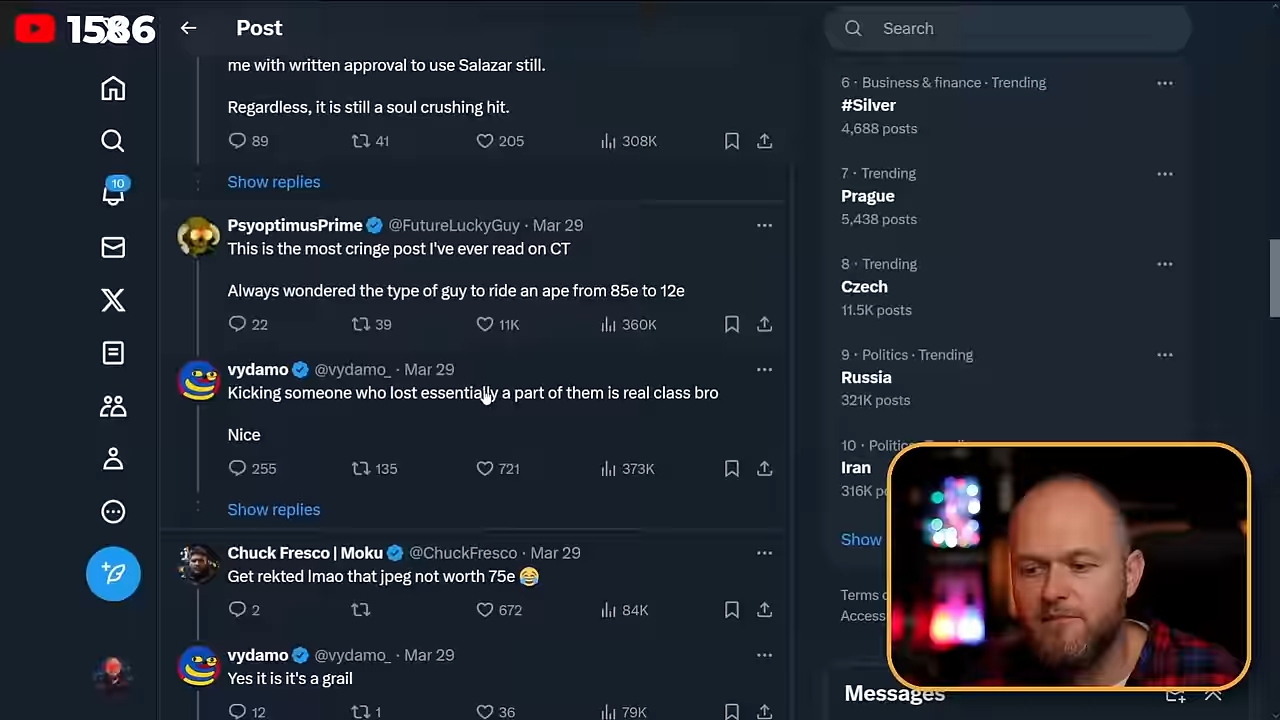 1586
Post
Search
me with written approval to use Salazar still.
Regardless, it is still a soul crushing hit.
89 41 205 308K
Show replies
PsyoptimusPrime @FutureLuckyGuy · Mar 29
This is the most cringe post I've ever read on CT
Always wondered the type of guy to ride an ape from 85e to 12e
22 39 11K 360K
vydamo @vydamo_ · Mar 29
Kicking someone who lost essentially a part of them is real class bro
Nice
255 135 721 373K
Show replies
Chuck Fresco | Moku @ChuckFresco · Mar 29
Get rekted lmao that jpeg not worth 75e 😂
2 672 84K
vydamo @vydamo_ · Mar 29
Yes it is it's a grail
12 1 36 79K
10
6 · Business & finance · Trending
#Silver
4,688 posts
7 · Trending
Prague
5,438 posts
8 · Trending
Czech
11.5K posts
9 · Politics · Trending
Russia
321K posts
10 · Politics
Iran
316K
Show
Terms
Access
Messages